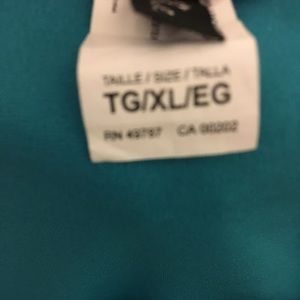 TAILLE / SIZE / TALLA
TG/XL/EG
RN 49797 CA 00202